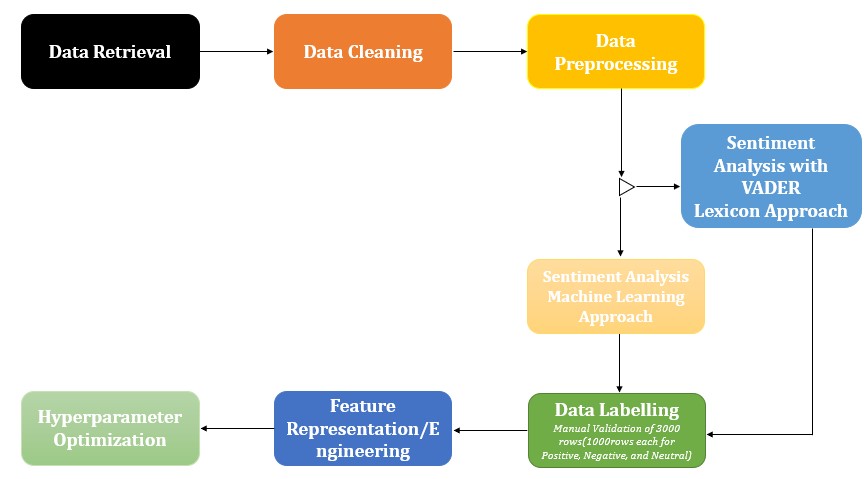 Data Retrieval
Data Cleaning
Data
Preprocessing
Sentiment
Analysis with
VADER
Lexicon Approach
Sentiment Analysis
Machine Learning
Approach
Data Labelling
Manual Validation of 3000
rows(1000rows each for
Positive, Negative, and Neutral)
Feature
Representation/E
ngineering
Hyperparameter
Optimization